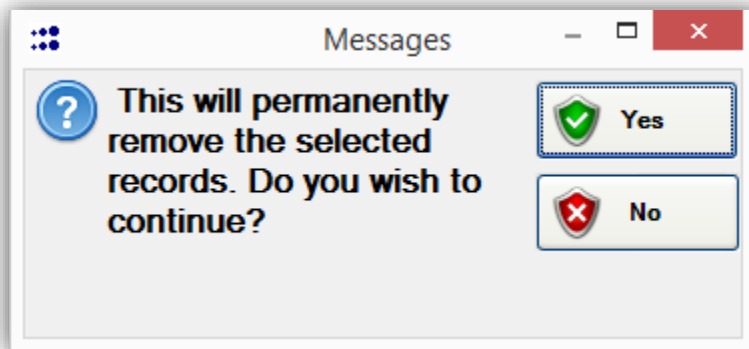 Messages
This will permanently
remove the selected
records. Do you wish to
continue?
Yes
No